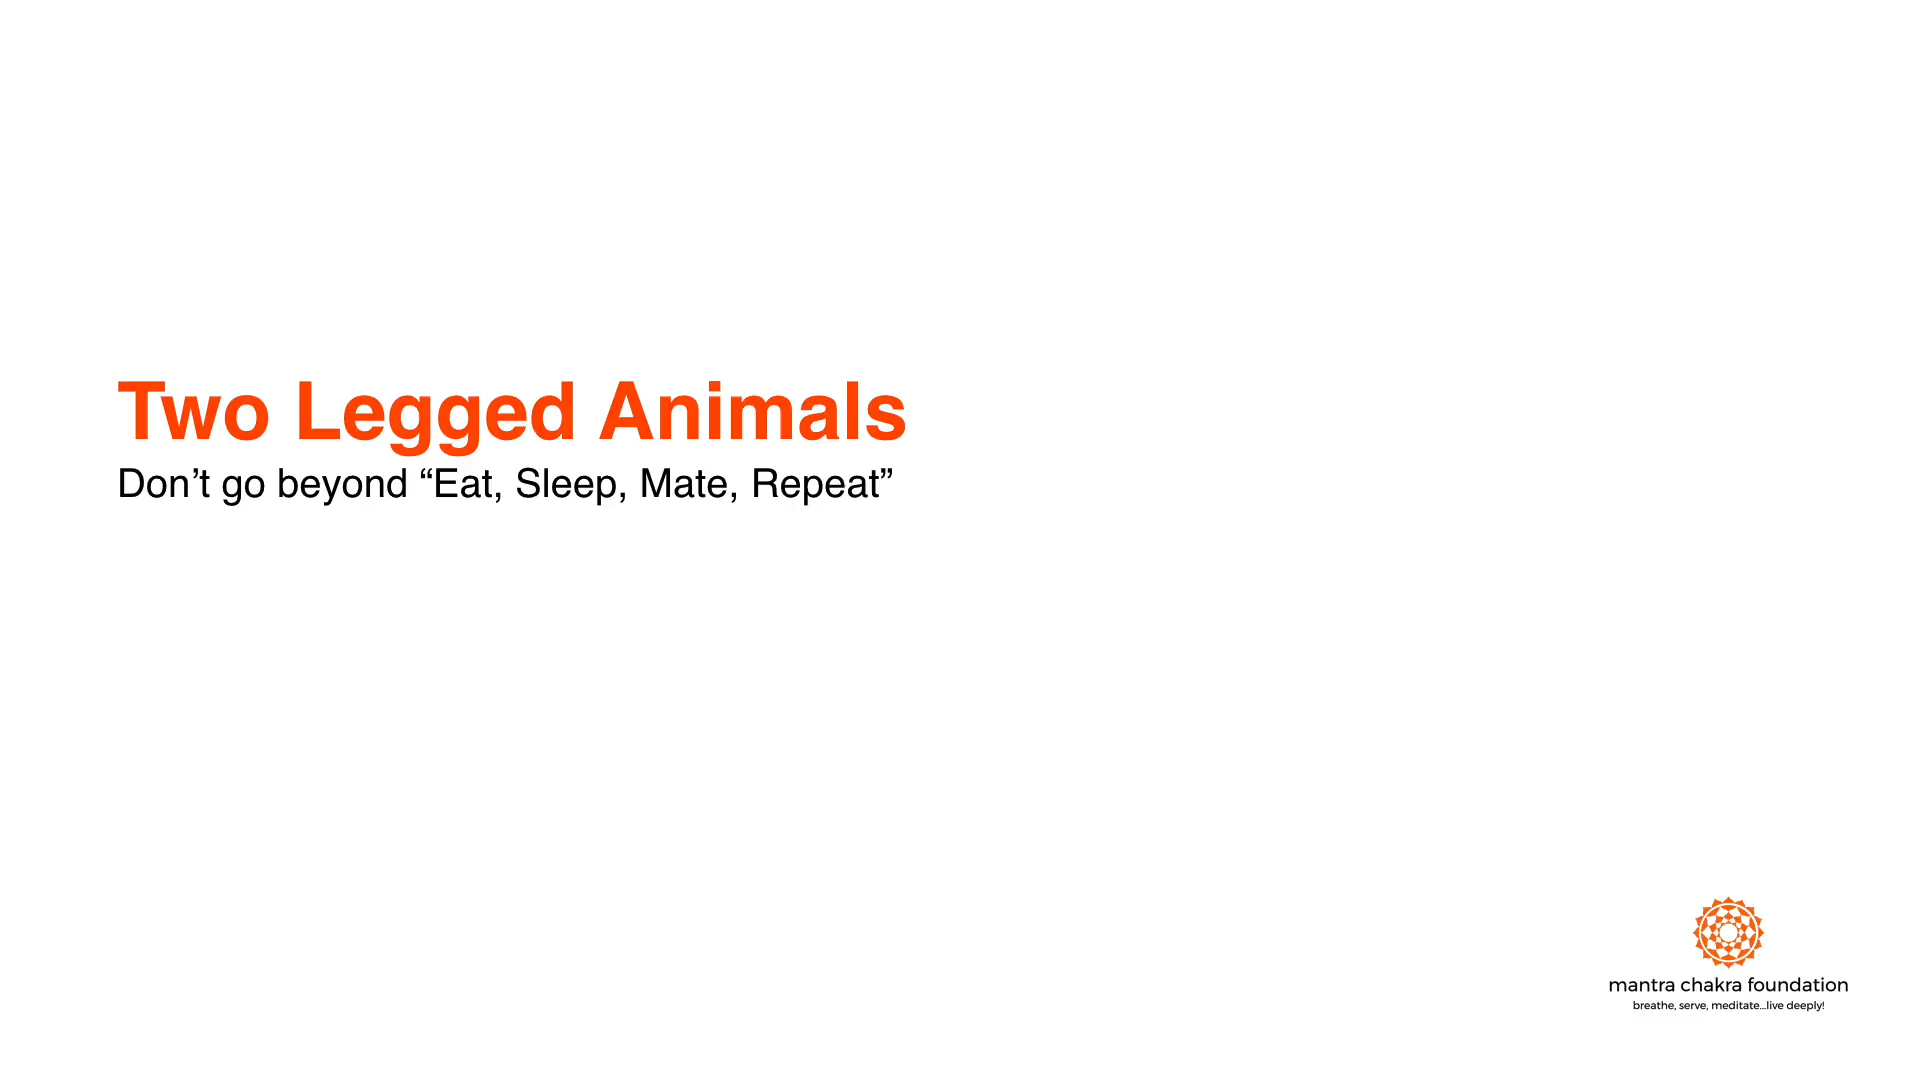 Two Legged Animals
Don’t go beyond “Eat, Sleep, Mate, Repeat”
mantra chakra foundation
breathe, serve, meditate...live deeply!